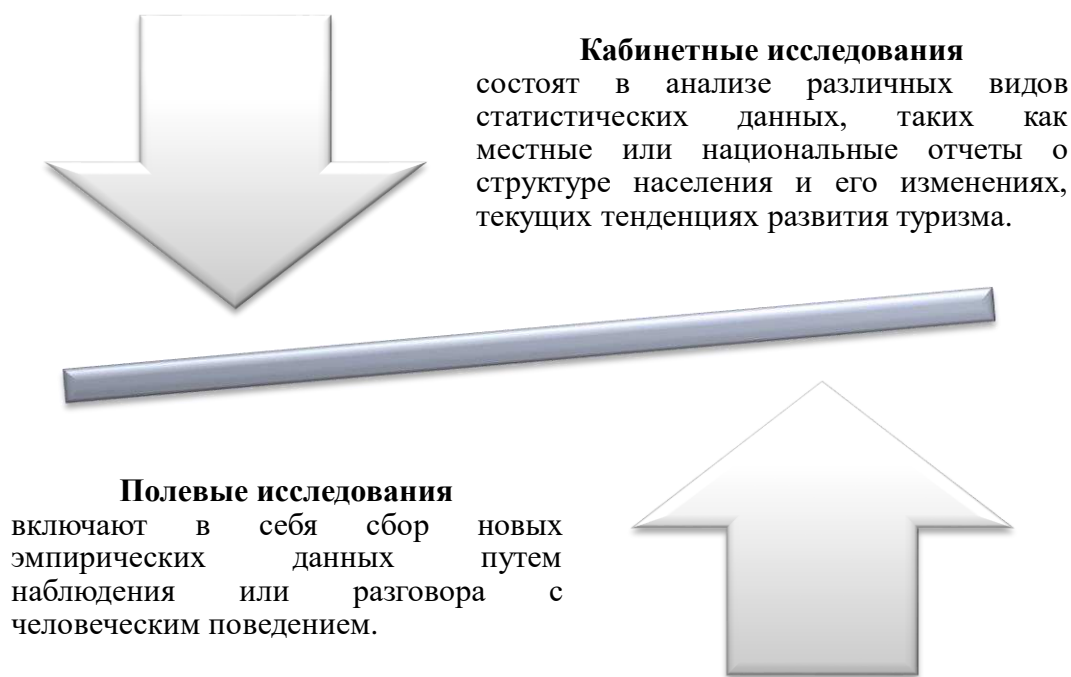 Кабинетные исследования
состоят в анализе различных видов
статистических данных, таких как
местные или национальные отчеты о
структуре населения и его изменениях,
текущих тенденциях развития туризма.
Полевые исследования
включают в себя сбор новых
эмпирических данных путем
наблюдения или разговора с
человеческим поведением.